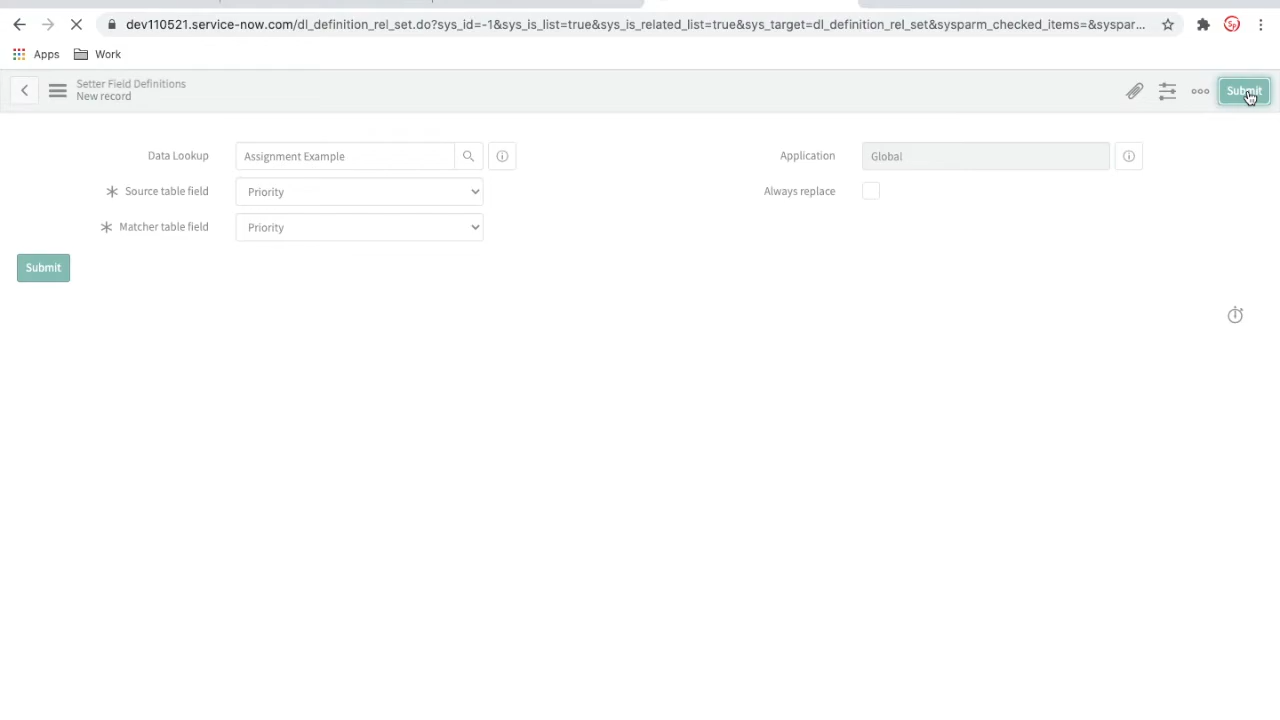 dev110521.service-now.com/dl_definition_rel_set.do?sys_id=-1&sys_is_list=true&sys_is_related_list=true&sys_target=dl_definition_rel_set&sysparm_checked_items=&syspar...
Apps Work
Setter Field Definitions
New record
Submit
Data Lookup Assignment Example Application Global
Source table field Priority Always replace
Matcher table field Priority
Submit